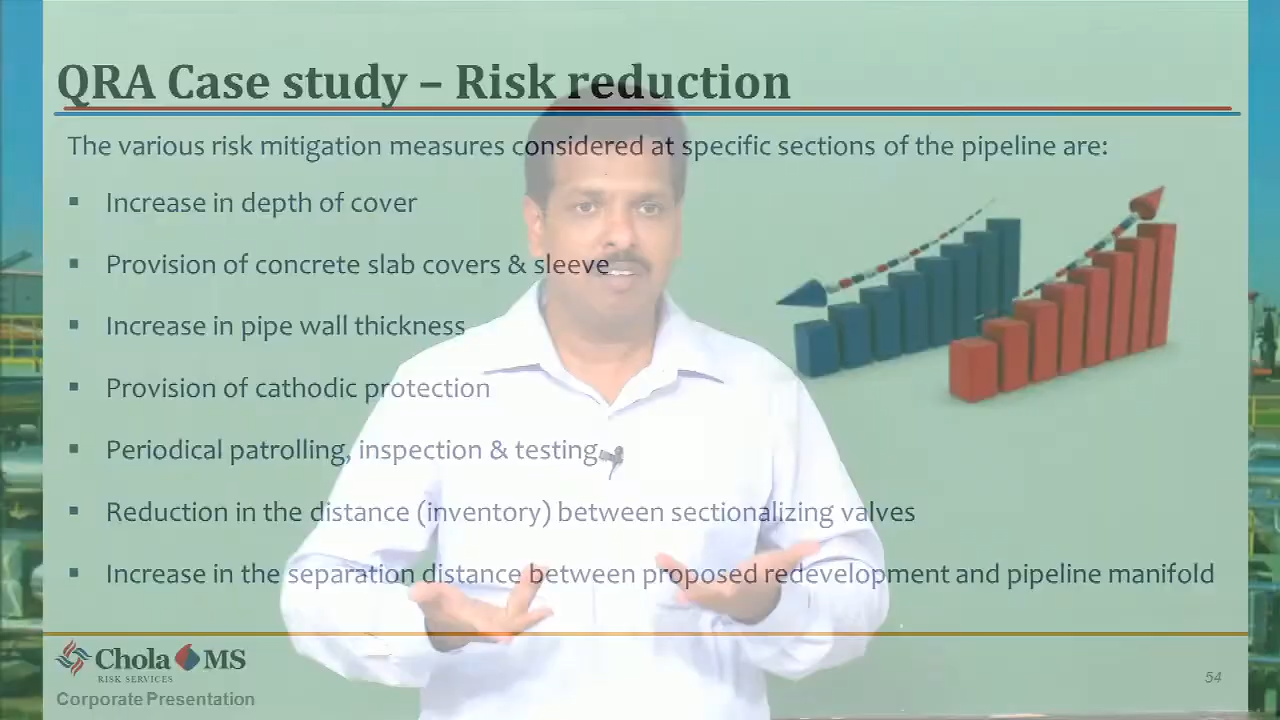 QRA Case study – Risk reduction
The various risk mitigation measures considered at specific sections of the pipeline are:
▪ Increase in depth of cover
▪ Provision of concrete slab covers & sleeve
▪ Increase in pipe wall thickness
▪ Provision of cathodic protection
▪ Periodical patrolling, inspection & testing
▪ Reduction in the distance (inventory) between sectionalizing valves
▪ Increase in the separation distance between proposed redevelopment and pipeline manifold
Chola MS
RISK SERVICES
Corporate Presentation
54